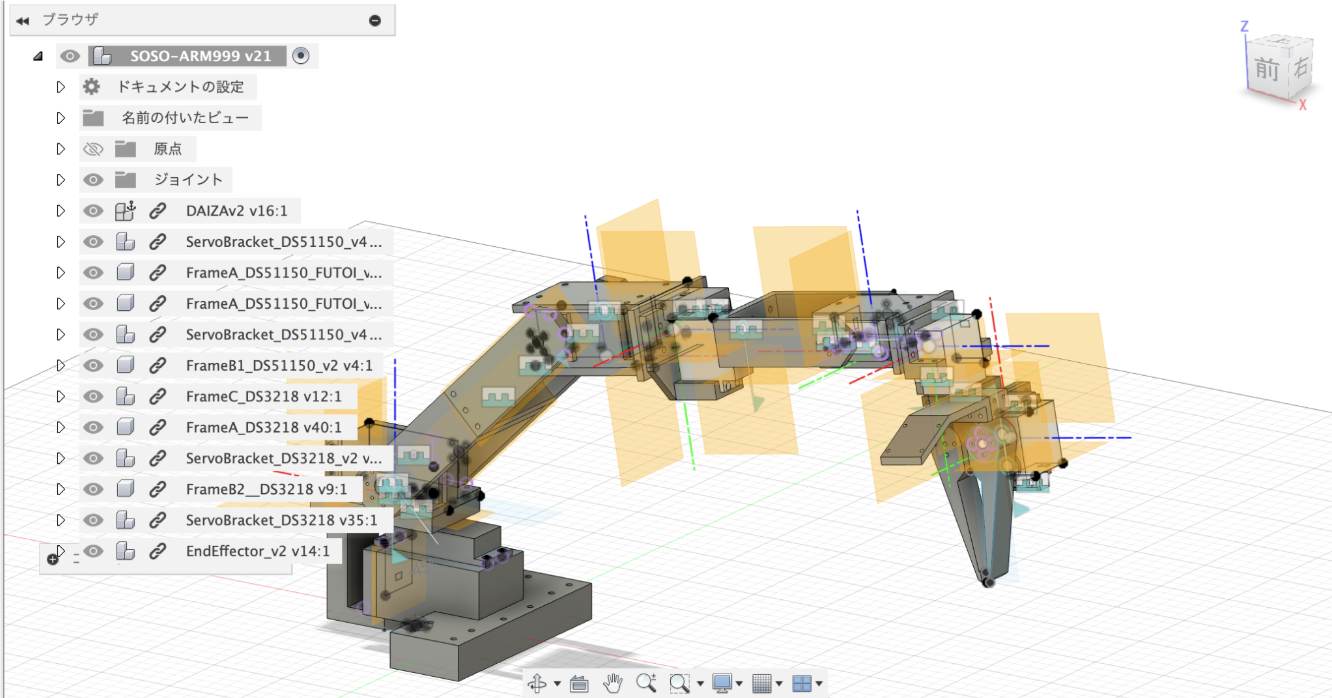 ブラウザ
SOSO-ARM999 v21
ドキュメントの設定
名前の付いたビュー
原点
ジョイント
DAIZAv2 v16:1
ServoBracket_DS51150_v4...
FrameA_DS51150_FUTOI_v...
FrameA_DS51150_FUTOI_v...
ServoBracket_DS51150_v4...
FrameB1_DS51150_v2 v4:1
FrameC_DS3218 v12:1
FrameA_DS3218 v40:1
ServoBracket_DS3218_v2 v...
FrameB2__DS3218 v9:1
ServoBracket_DS3218 v35:1
EndEffector_v2 v14:1
Z
前
右
X